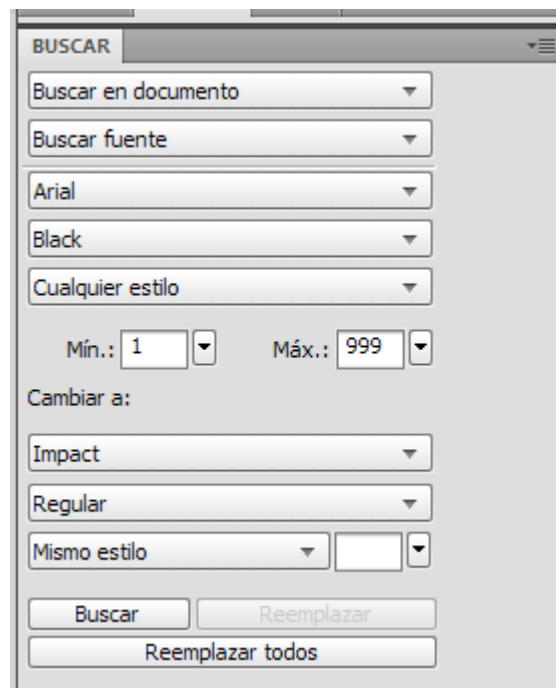 BUSCAR
Buscar en documento
Buscar fuente
Arial
Black
Cualquier estilo
Mín.: 1 Máx.: 999
Cambiar a:
Impact
Regular
Mismo estilo
Buscar Reemplazar
Reemplazar todos